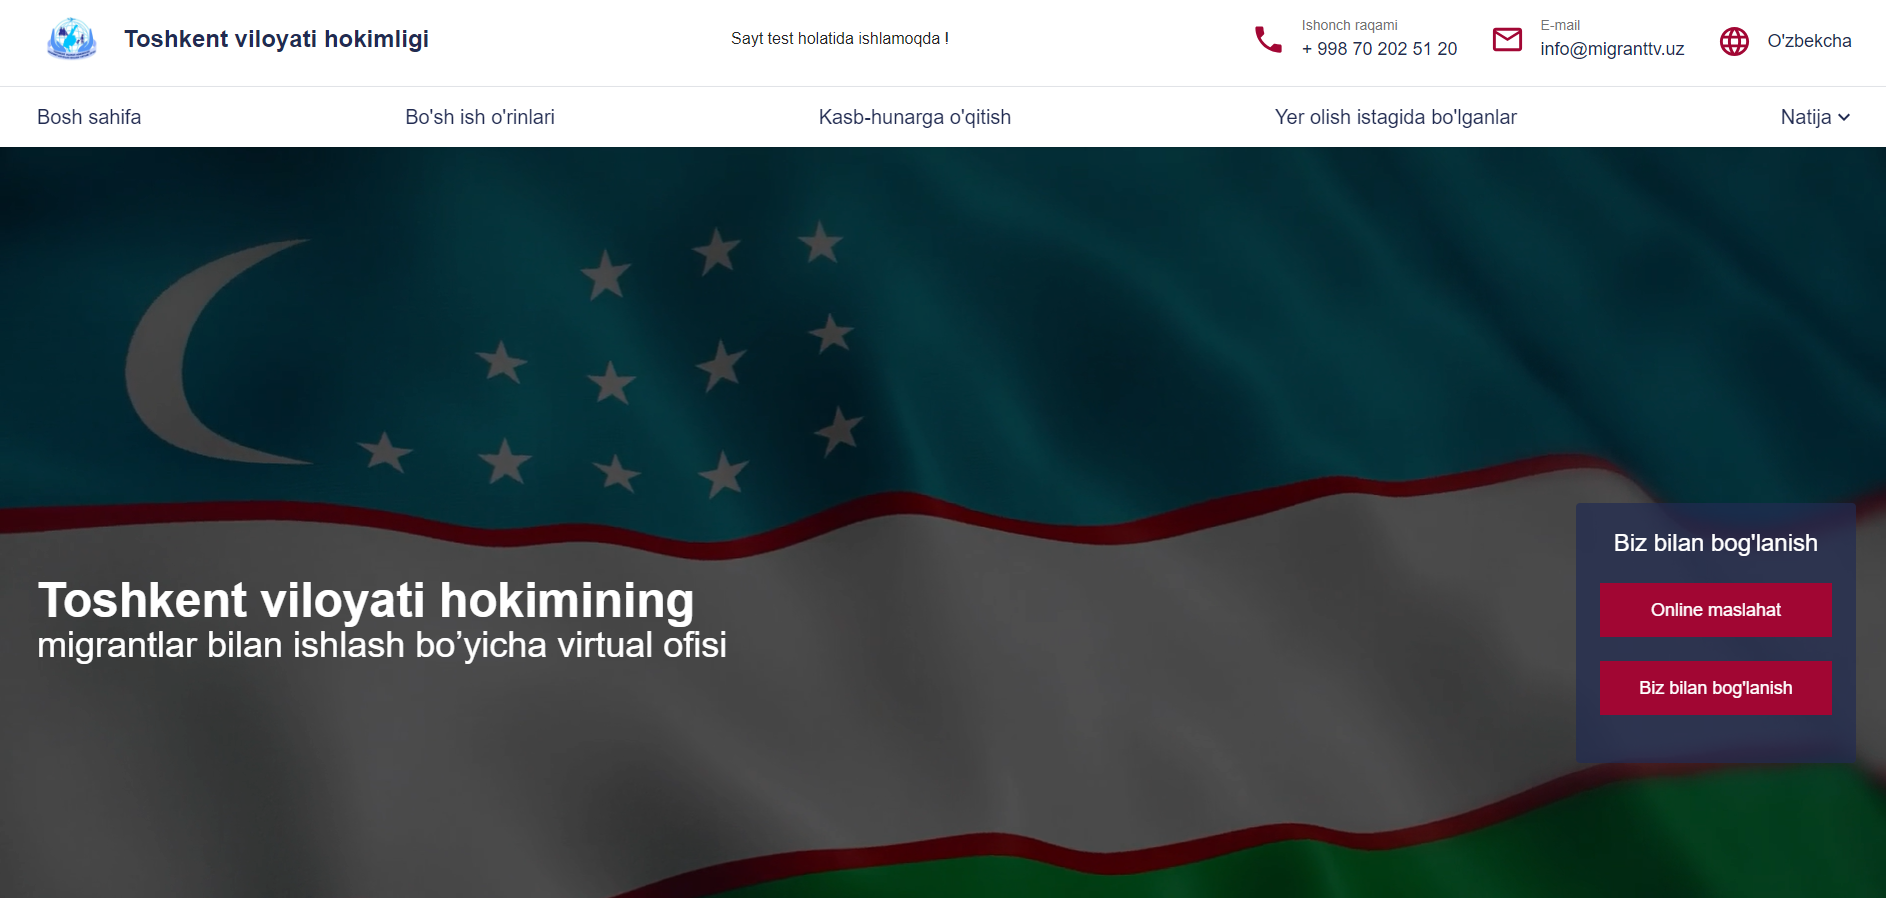 Toshkent viloyati hokimligi
Sayt test holatida ishlamoqda !
Ishonch raqami
+ 998 70 202 51 20
E-mail
info@migranttv.uz
O'zbekcha
Bosh sahifa
Bo'sh ish o'rinlari
Kasb-hunarga o'qitish
Yer olish istagida bo'lganlar
Natija
Toshkent viloyati hokimining
migrantlar bilan ishlash bo’yicha virtual ofisi
Biz bilan bog'lanish
Online maslahat
Biz bilan bog'lanish